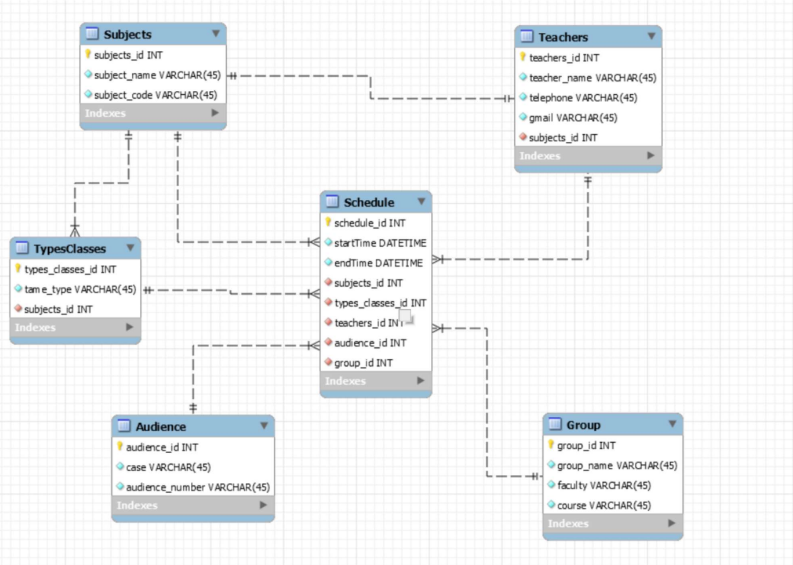 Subjects
subjects_id INT
subject_name VARCHAR(45)
subject_code VARCHAR(45)
Indexes
Teachers
teachers_id INT
teacher_name VARCHAR(45)
telephone VARCHAR(45)
gmail VARCHAR(45)
subjects_id INT
Indexes
Schedule
schedule_id INT
startTime DATETIME
endTime DATETIME
subjects_id INT
types_classes_id INT
teachers_id INT
audience_id INT
group_id INT
Indexes
TypesClasses
types_classes_id INT
tame_type VARCHAR(45)
subjects_id INT
Indexes
Audience
audience_id INT
case VARCHAR(45)
audience_number VARCHAR(45)
Indexes
Group
group_id INT
group_name VARCHAR(45)
faculty VARCHAR(45)
course VARCHAR(45)
Indexes